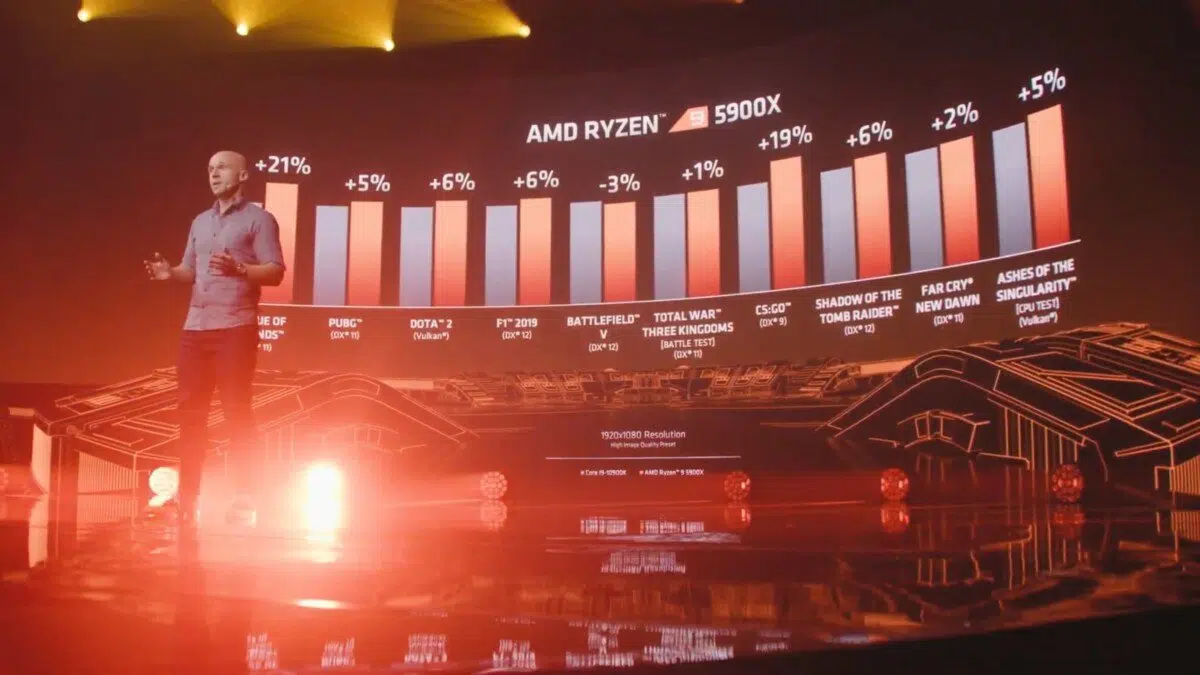 AMD RYZEN™ 9 5900X
+21%
+5%
+6%
+6%
-3%
+1%
+19%
+6%
+2%
+5%
UE OF
NDS™
11)
PUBG™
(DX® 11)
DOTA™ 2
(Vulkan®)
F1™ 2019
(DX® 12)
BATTLEFIELD™
V
(DX® 12)
TOTAL WAR™
THREE KINGDOMS
[BATTLE TEST]
(DX® 11)
CS:GO™
(DX® 9)
SHADOW OF THE
TOMB RAIDER™
(DX® 12)
FAR CRY®
NEW DAWN
(DX® 11)
ASHES OF THE
SINGULARITY™
[CPU TEST]
(Vulkan®)
1920x1080 Resolution
High Image Quality Preset
Core i9-10900K AMD Ryzen™ 9 5900X